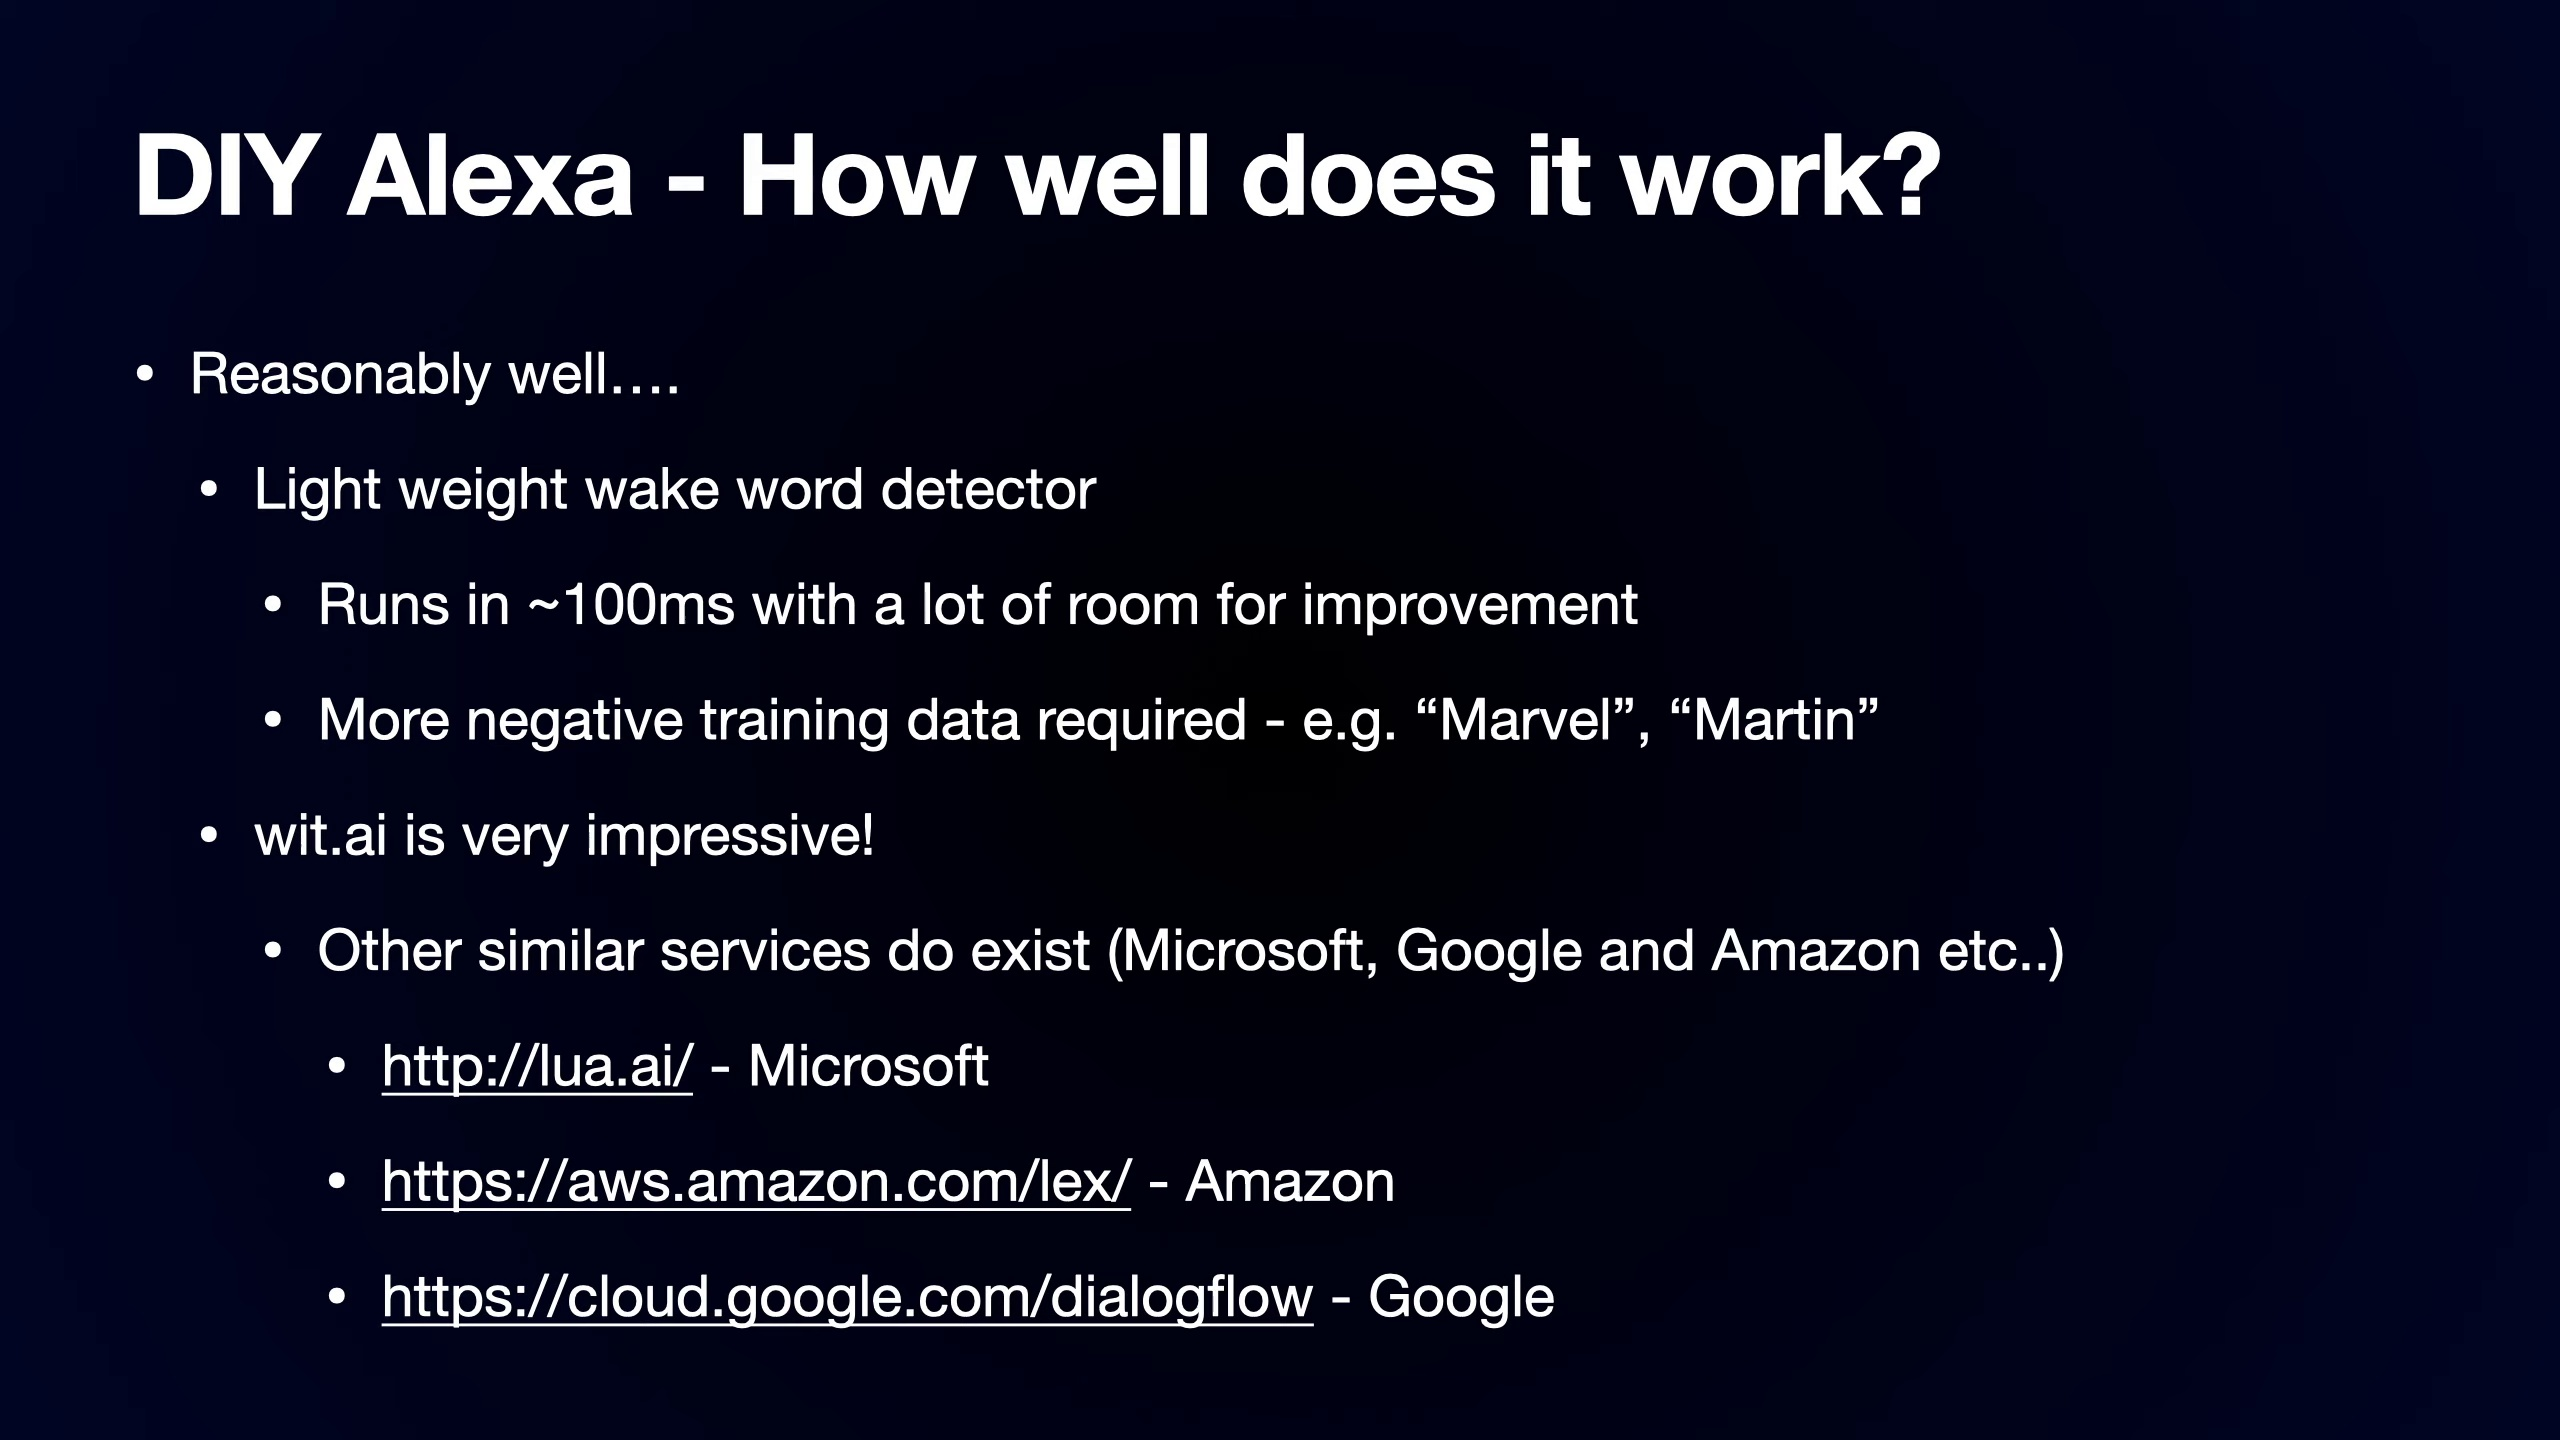 DIY Alexa - How well does it work?
• Reasonably well….
• Light weight wake word detector
• Runs in ~100ms with a lot of room for improvement
• More negative training data required - e.g. “Marvel”, “Martin”
• wit.ai is very impressive!
• Other similar services do exist (Microsoft, Google and Amazon etc..)
• http://lua.ai/ - Microsoft
• https://aws.amazon.com/lex/ - Amazon
• https://cloud.google.com/dialogflow - Google